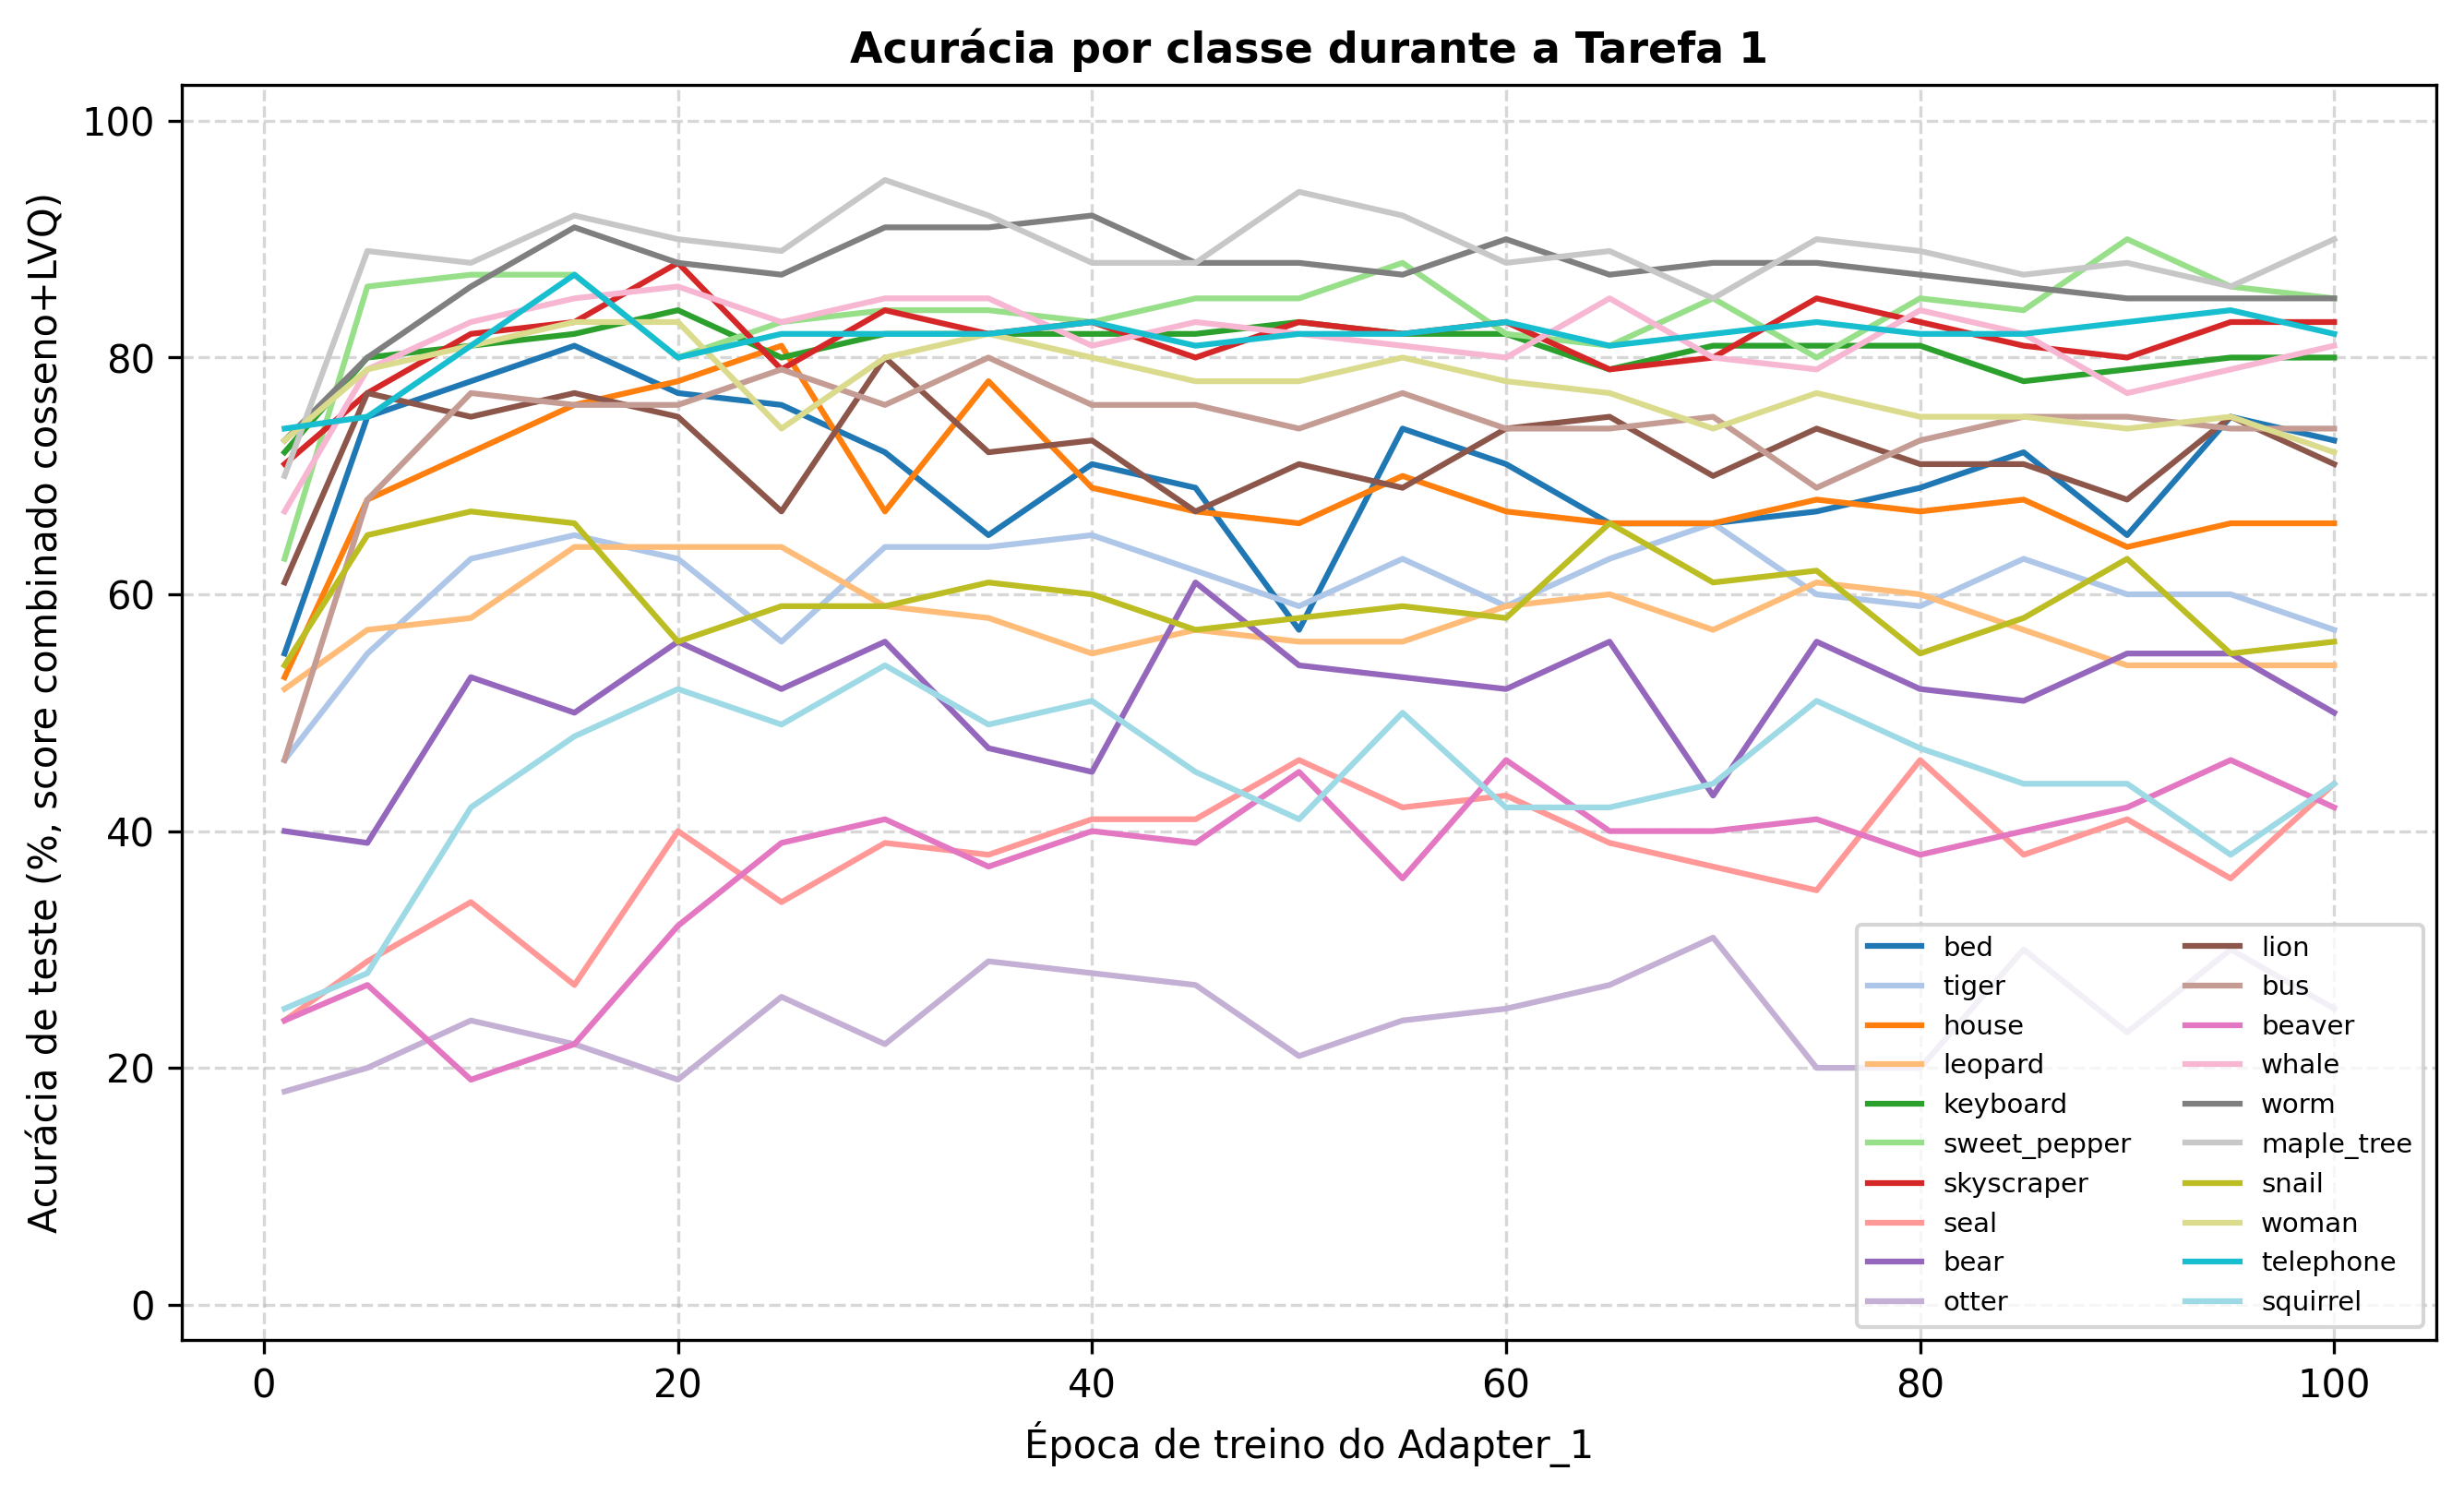 Acurácia por classe durante a Tarefa 1
Acurácia de teste (%, score combinado cosseno+LVQ)
100
80
60
40
20
0
0 20 40 60 80 100
Época de treino do Adapter_1
bed
tiger
house
leopard
keyboard
sweet_pepper
skyscraper
seal
bear
otter
lion
bus
beaver
whale
worm
maple_tree
snail
woman
telephone
squirrel